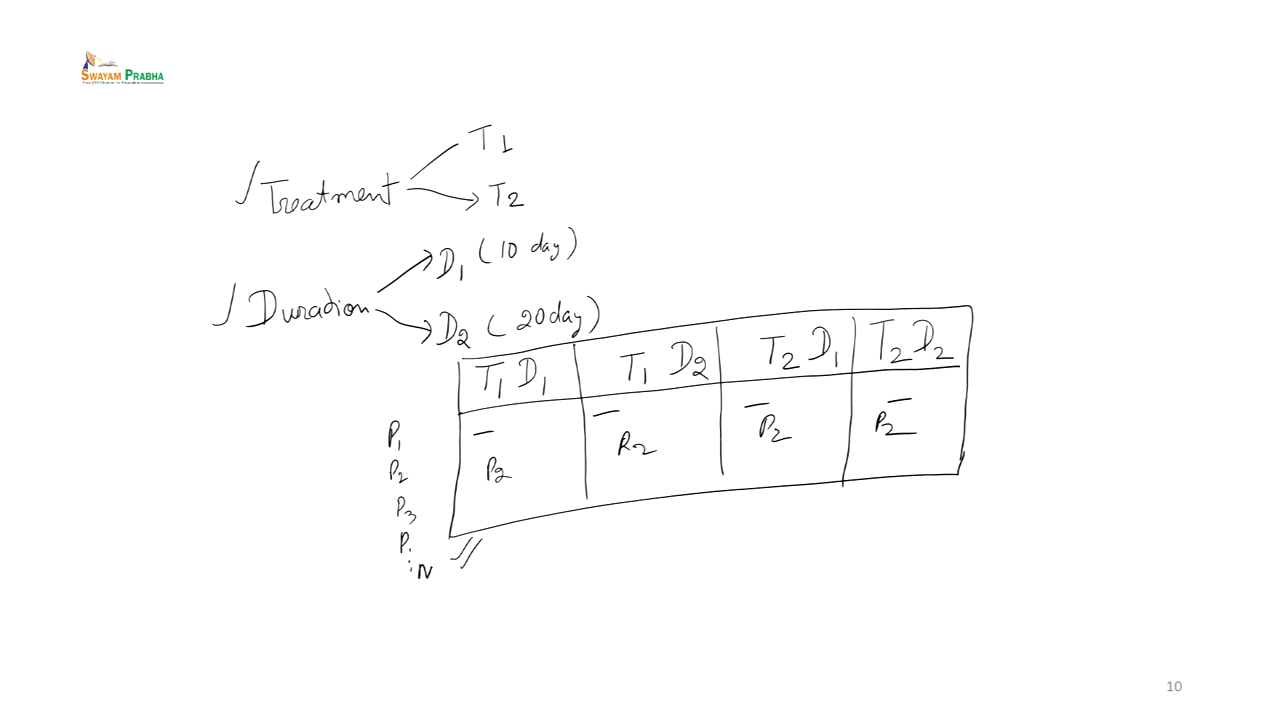 SWAYAM PRABHA
T1
Treatment
T2
D1 (10 day)
Duration
D2 (20day)
T1 D1 T1 D2 T2 D1 T2 D2
P1
P2 P2 R2 P2 P2
P3
P.
:N
10